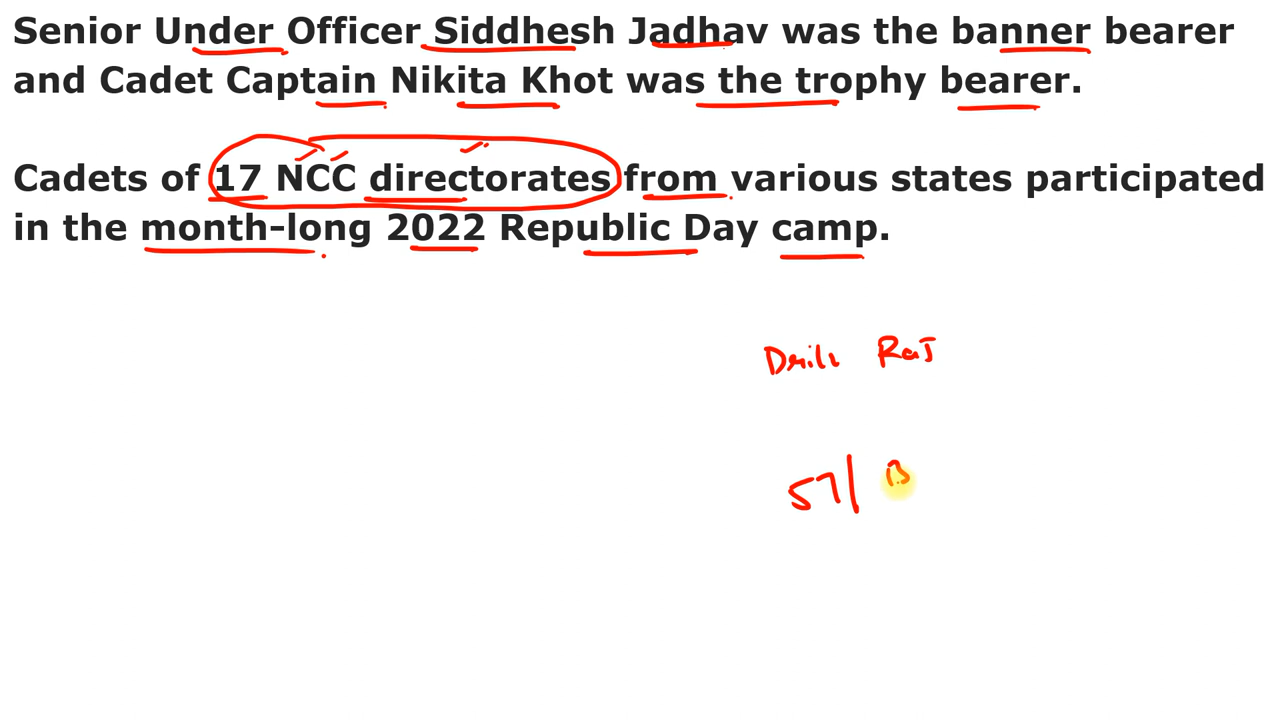 Senior Under Officer Siddhesh Jadhav was the banner bearer
and Cadet Captain Nikita Khot was the trophy bearer.
Cadets of 17 NCC directorates from various states participated
in the month-long 2022 Republic Day camp.
Drill
57|